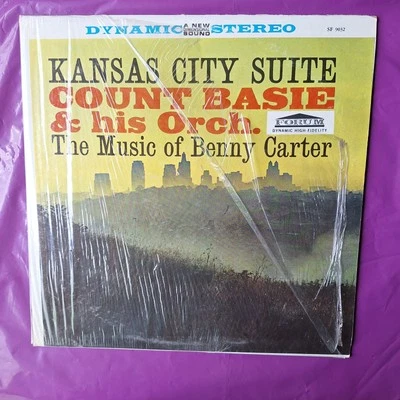 DYNAMIC A NEW DIMENSIONAL SOUND STEREO
SF 9032
KANSAS CITY SUITE
COUNT BASIE
& his Orch.
FORUM
DYNAMIC HIGH FIDELITY
The Music of Benny Carter